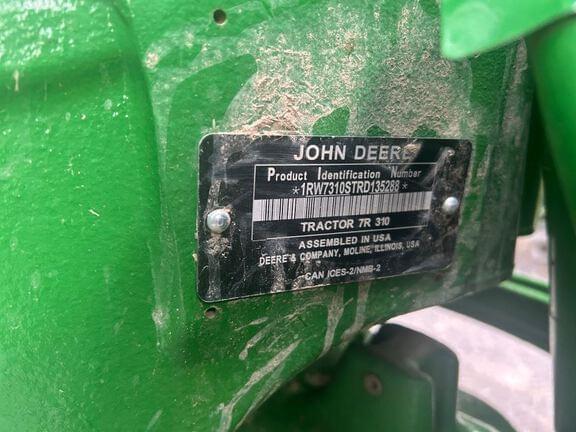 JOHN DEERE
Product Identification Number
*1RW7310STRD135288*
TRACTOR 7R 310
ASSEMBLED IN USA
DEERE & COMPANY, MOLINE, ILLINOIS, USA
CAN ICES-2/NMB-2